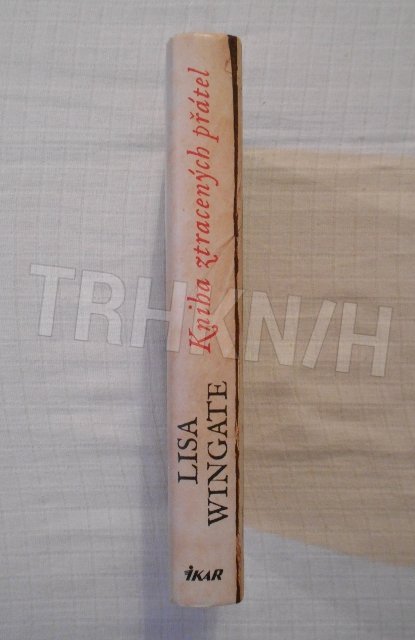 LISA
WINGATE
Kniha ztracených přátel
IKAR
TRHKNIH